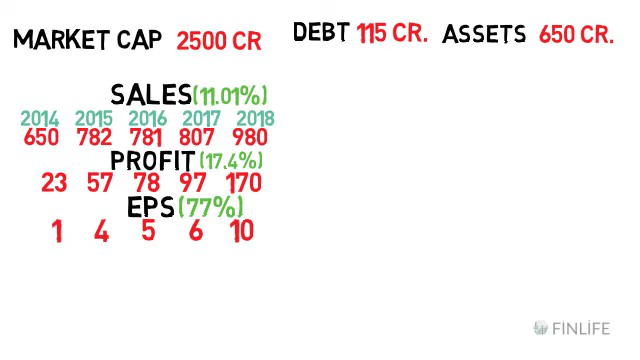 MARKET CAP 2500 CR
DEBT 115 CR. ASSETS 650 CR.
SALES(11.01%)
2014 2015 2016 2017 2018
650 782 781 807 980
PROFIT(17.4%)
23 57 78 97 170
EPS(77%)
1 4 5 6 10
FINLIFE